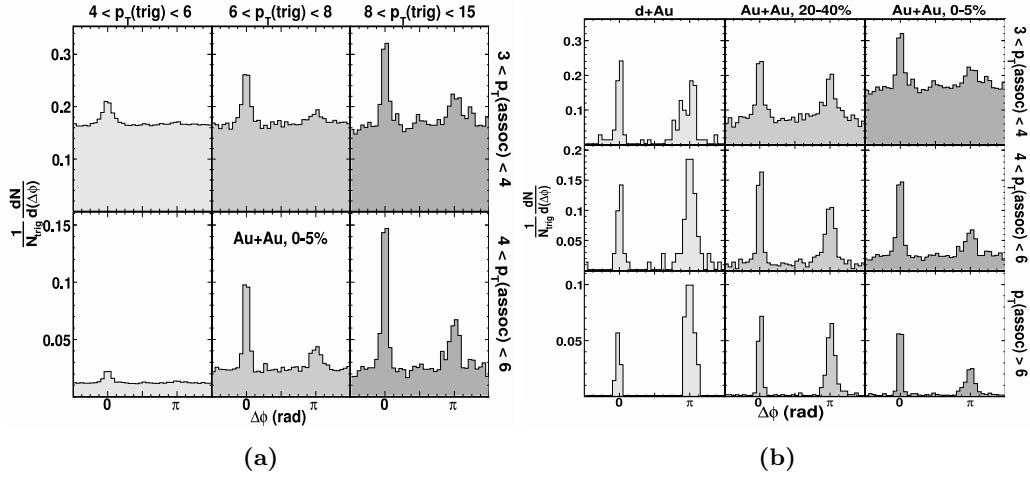 4 < p_T(trig) < 6 6 < p_T(trig) < 8 8 < p_T(trig) < 15
0.3
0.2
0.1
3 < p_T(assoc) < 4
1/N_trig dN/d(Δϕ)
Au+Au, 0-5%
0.15
0.1
0.05
4 < p_T(assoc) < 6
0 π 0 π 0 π
Δϕ (rad)
(a)
d+Au Au+Au, 20-40% Au+Au, 0-5%
0.3
0.2
0.1
3 < p_T(assoc) < 4
1/N_trig dN/d(Δϕ)
0.2
0.15
0.1
0.05
4 < p_T(assoc) < 6
0.1
0.05
p_T(assoc) > 6
0 π 0 π 0 π
Δϕ (rad)
(b)